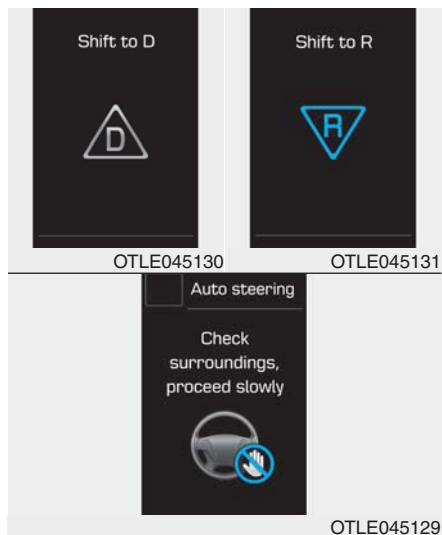 Shift to D
D
OTLE045130
Shift to R
R
OTLE045131
Auto steering
Check
surroundings,
proceed slowly
OTLE045129